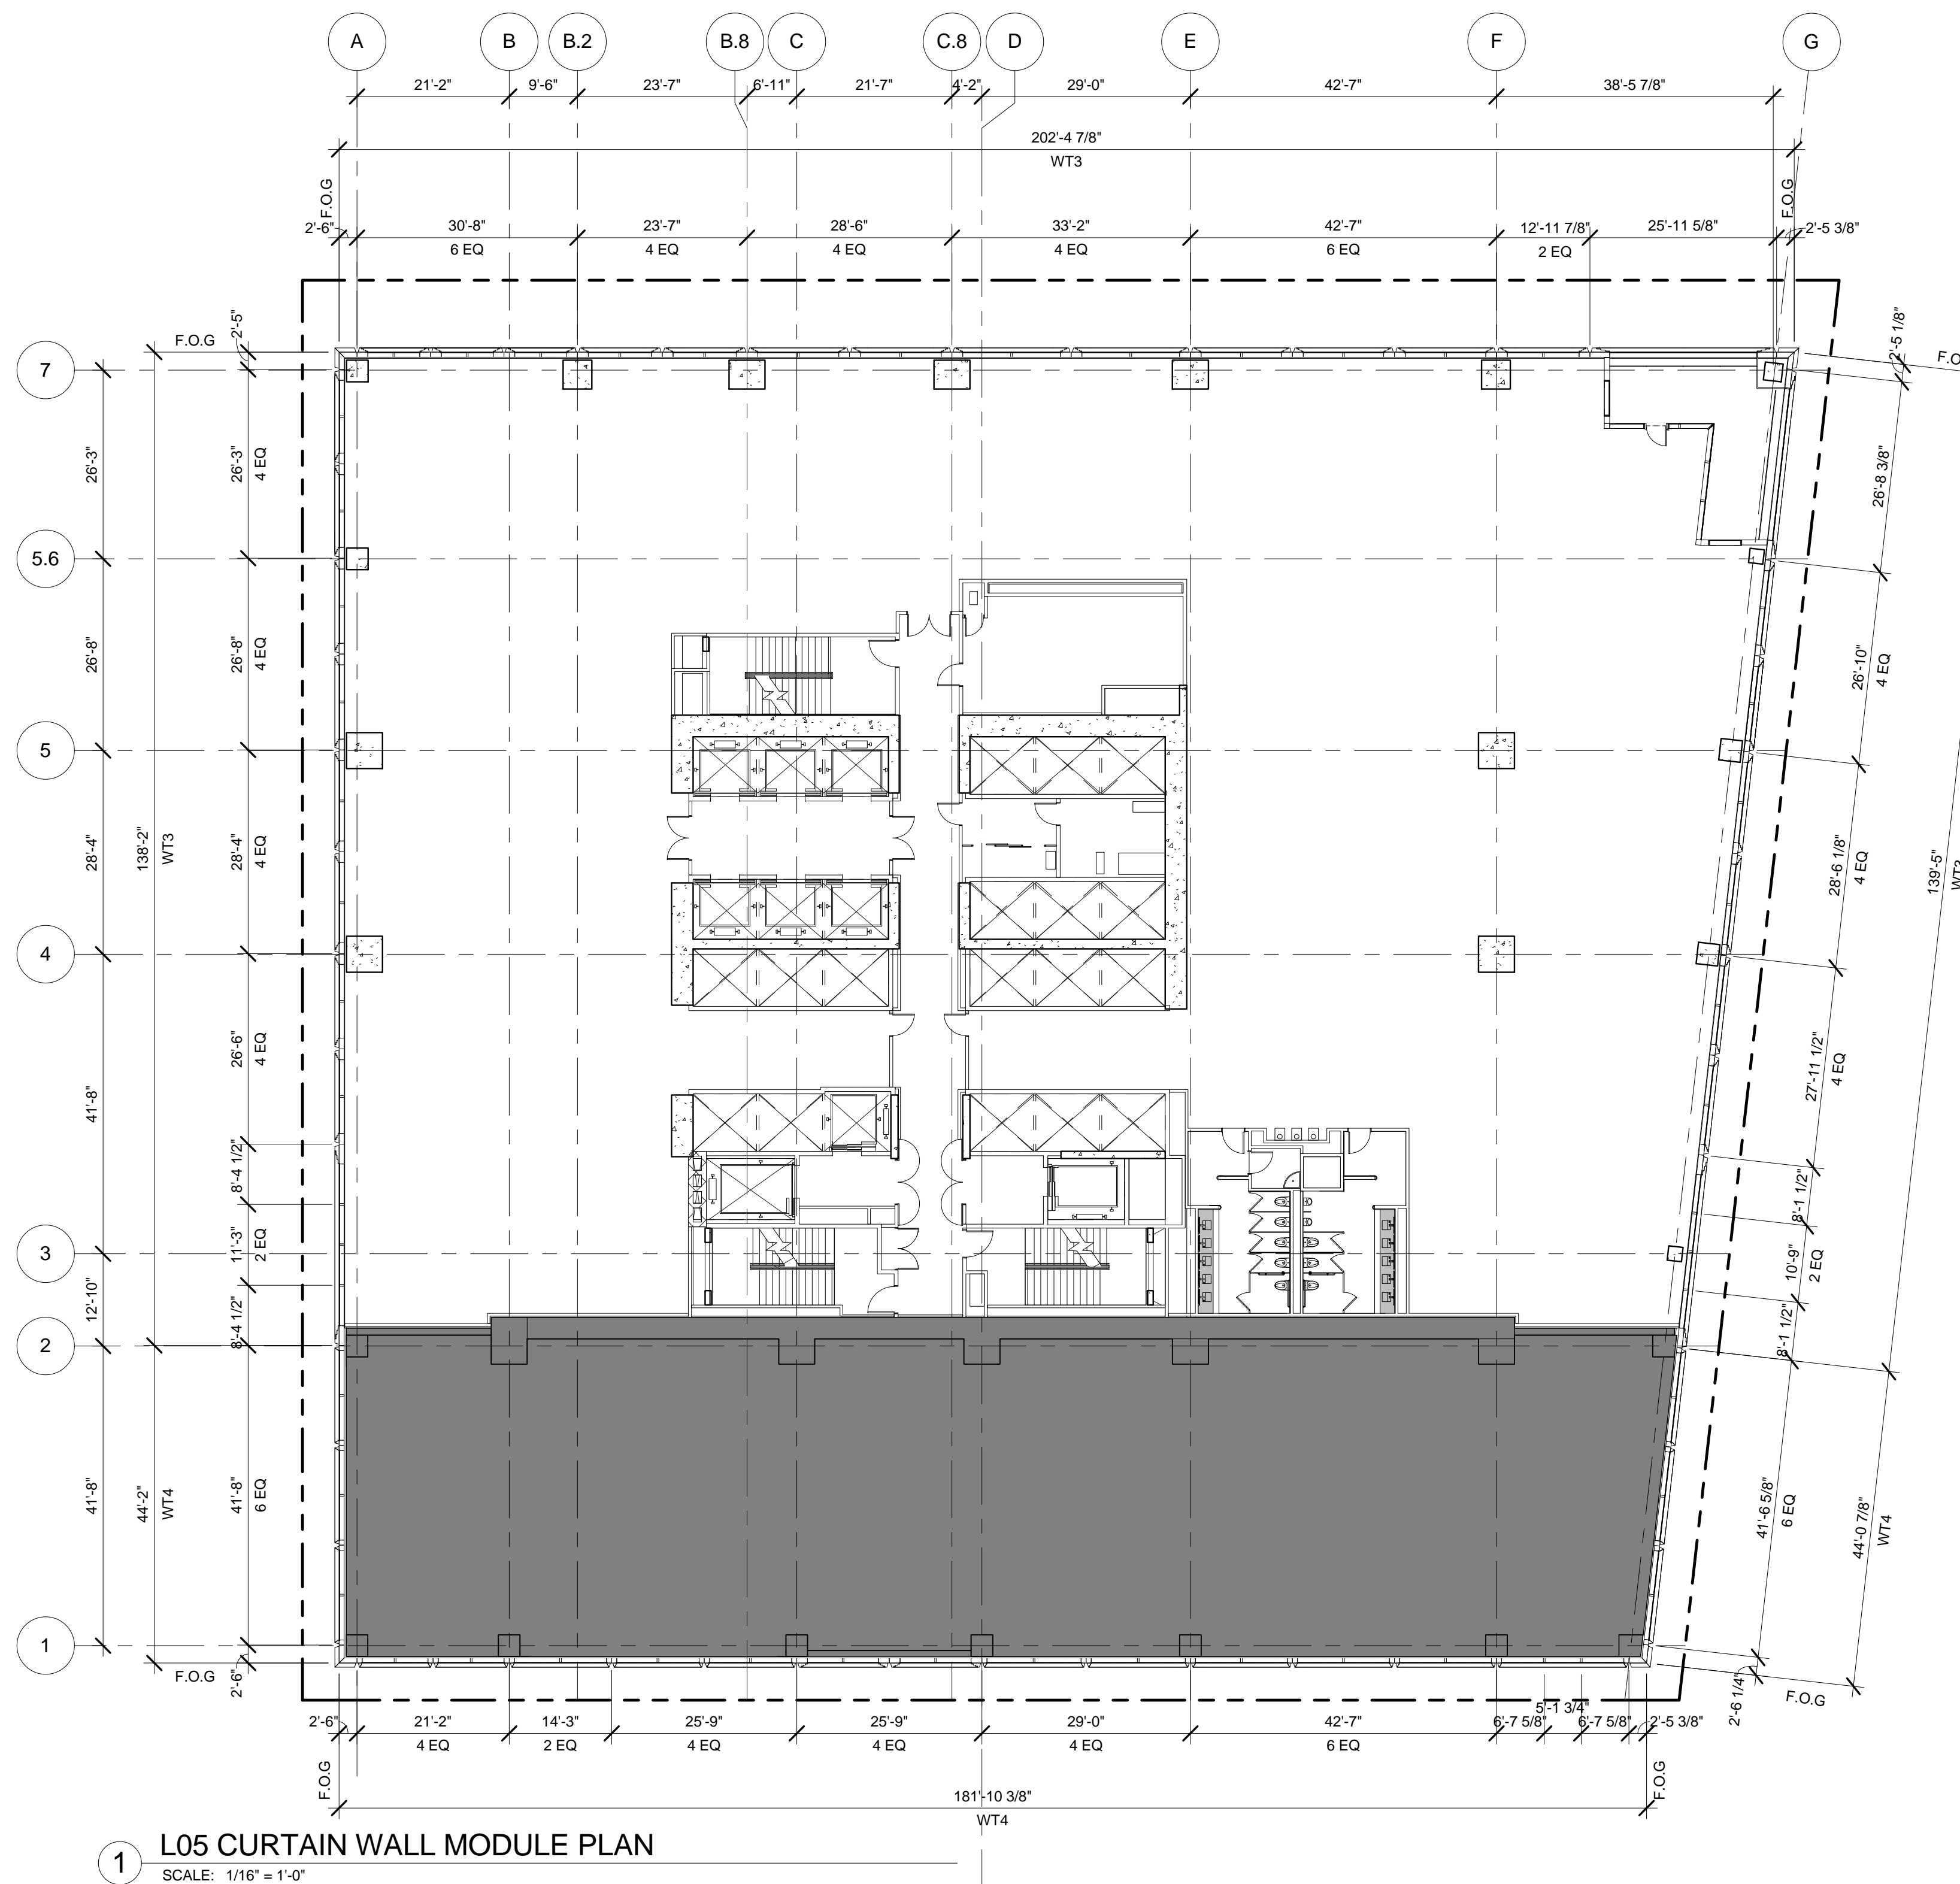 A B B.2 B.8 C C.8 D E F G
21'-2" 9'-6" 23'-7" 6'-11" 21'-7" 4'-2" 29'-0" 42'-7" 38'-5 7/8"
202'-4 7/8"
WT3
F.O.G F.O.G
2'-6" 30'-8" 23'-7" 28'-6" 33'-2" 42'-7" 12'-11 7/8" 25'-11 5/8" 2'-5 3/8"
6 EQ 4 EQ 4 EQ 4 EQ 6 EQ 2 EQ
7
5.6
5
4
3
2
1
26'-3"
26'-8"
28'-4"
41'-8"
12'-10"
41'-8"
138'-2"
WT3
44'-2"
WT4
F.O.G
2'-5"
26'-3"
4 EQ
26'-8"
4 EQ
28'-4"
4 EQ
26'-6"
4 EQ
8'-4 1/2"
11'-3"
2 EQ
8'-4 1/2"
41'-8"
6 EQ
2'-6"
F.O.G
2'-5 1/8"
26'-8 3/8"
26'-10"
4 EQ
28'-6 1/8"
4 EQ
27'-11 1/2"
4 EQ
8'-1 1/2"
10'-9"
2 EQ
8'-1 1/2"
41'-6 5/8"
6 EQ
2'-6 1/4"
139'-5"
WT3
44'-0 7/8"
WT4
F.O.G
5'-1 3/4"
2'-6" 21'-2" 14'-3" 25'-9" 25'-9" 29'-0" 42'-7" 6'-7 5/8" 6'-7 5/8" 2'-5 3/8"
4 EQ 2 EQ 4 EQ 4 EQ 4 EQ 6 EQ
F.O.G F.O.G
181'-10 3/8"
WT4
1 L05 CURTAIN WALL MODULE PLAN
SCALE: 1/16" = 1'-0"